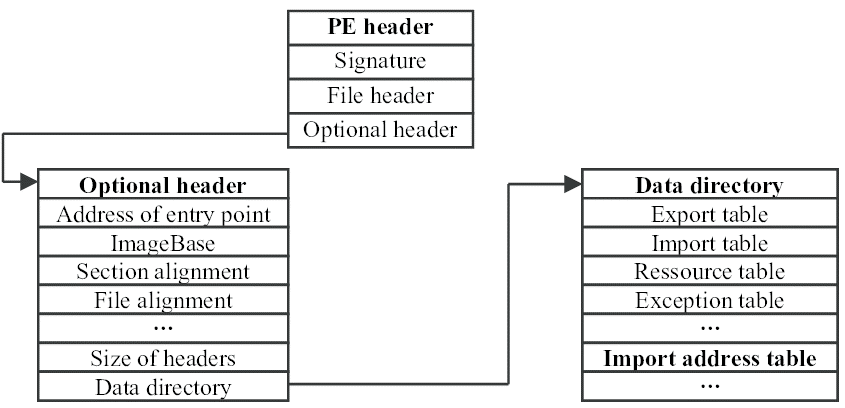 PE header
Signature
File header
Optional header
Optional header
Address of entry point
ImageBase
Section alignment
File alignment
...
Size of headers
Data directory
Data directory
Export table
Import table
Ressource table
Exception table
...
Import address table
...